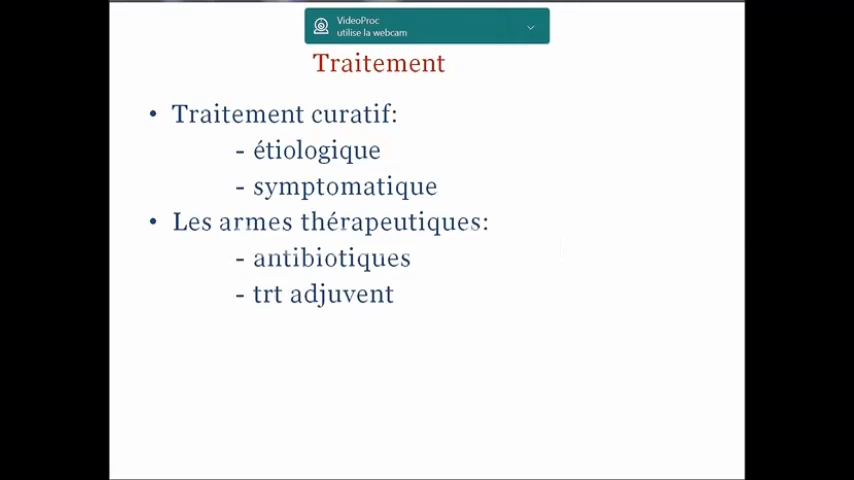 VideoProc
utilise la webcam
Traitement
• Traitement curatif:
- étiologique
- symptomatique
• Les armes thérapeutiques:
- antibiotiques
- trt adjuvent